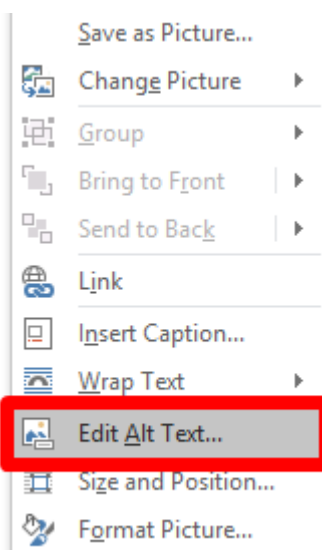 Save as Picture...
Change Picture
Group
Bring to Front
Send to Back
Link
Insert Caption...
Wrap Text
Edit Alt Text...
Size and Position...
Format Picture...